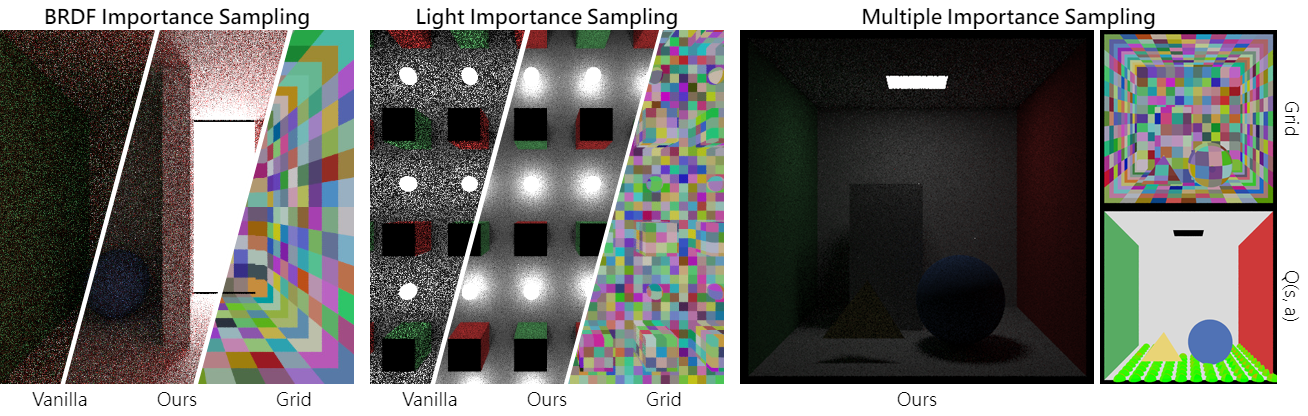 BRDF Importance Sampling
Light Importance Sampling
Multiple Importance Sampling
Grid
Q(s, a)
Vanilla
Ours
Grid
Vanilla
Ours
Grid
Ours